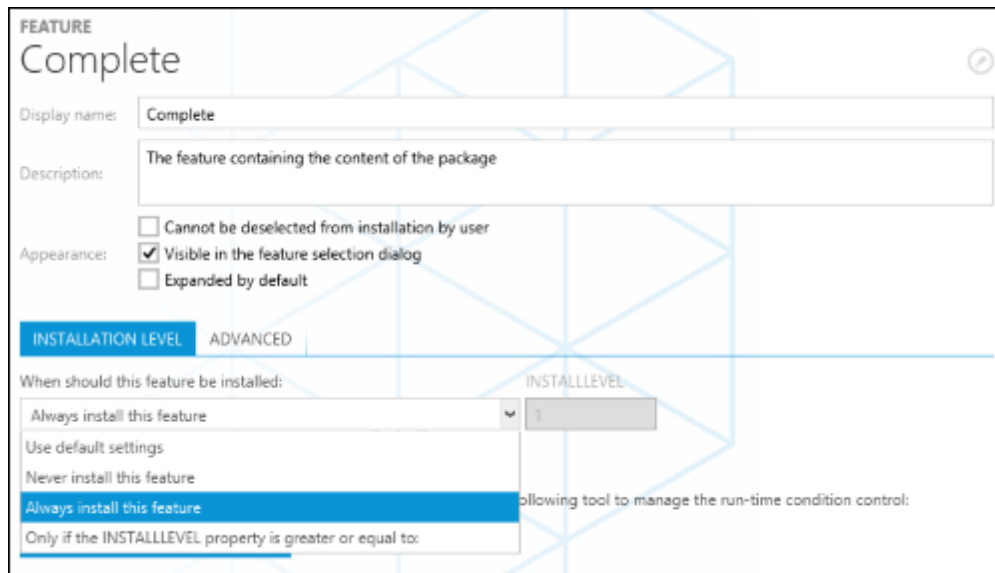 FEATURE
Complete
Display name: Complete
Description: The feature containing the content of the package
Cannot be deselected from installation by user
Appearance: Visible in the feature selection dialog
Expanded by default
INSTALLATION LEVEL ADVANCED
When should this feature be installed: INSTALLLEVEL
Always install this feature 1
Use default settings
Never install this feature
Always install this feature ollowing tool to manage the run-time condition control:
Only if the INSTALLLEVEL property is greater or equal to: